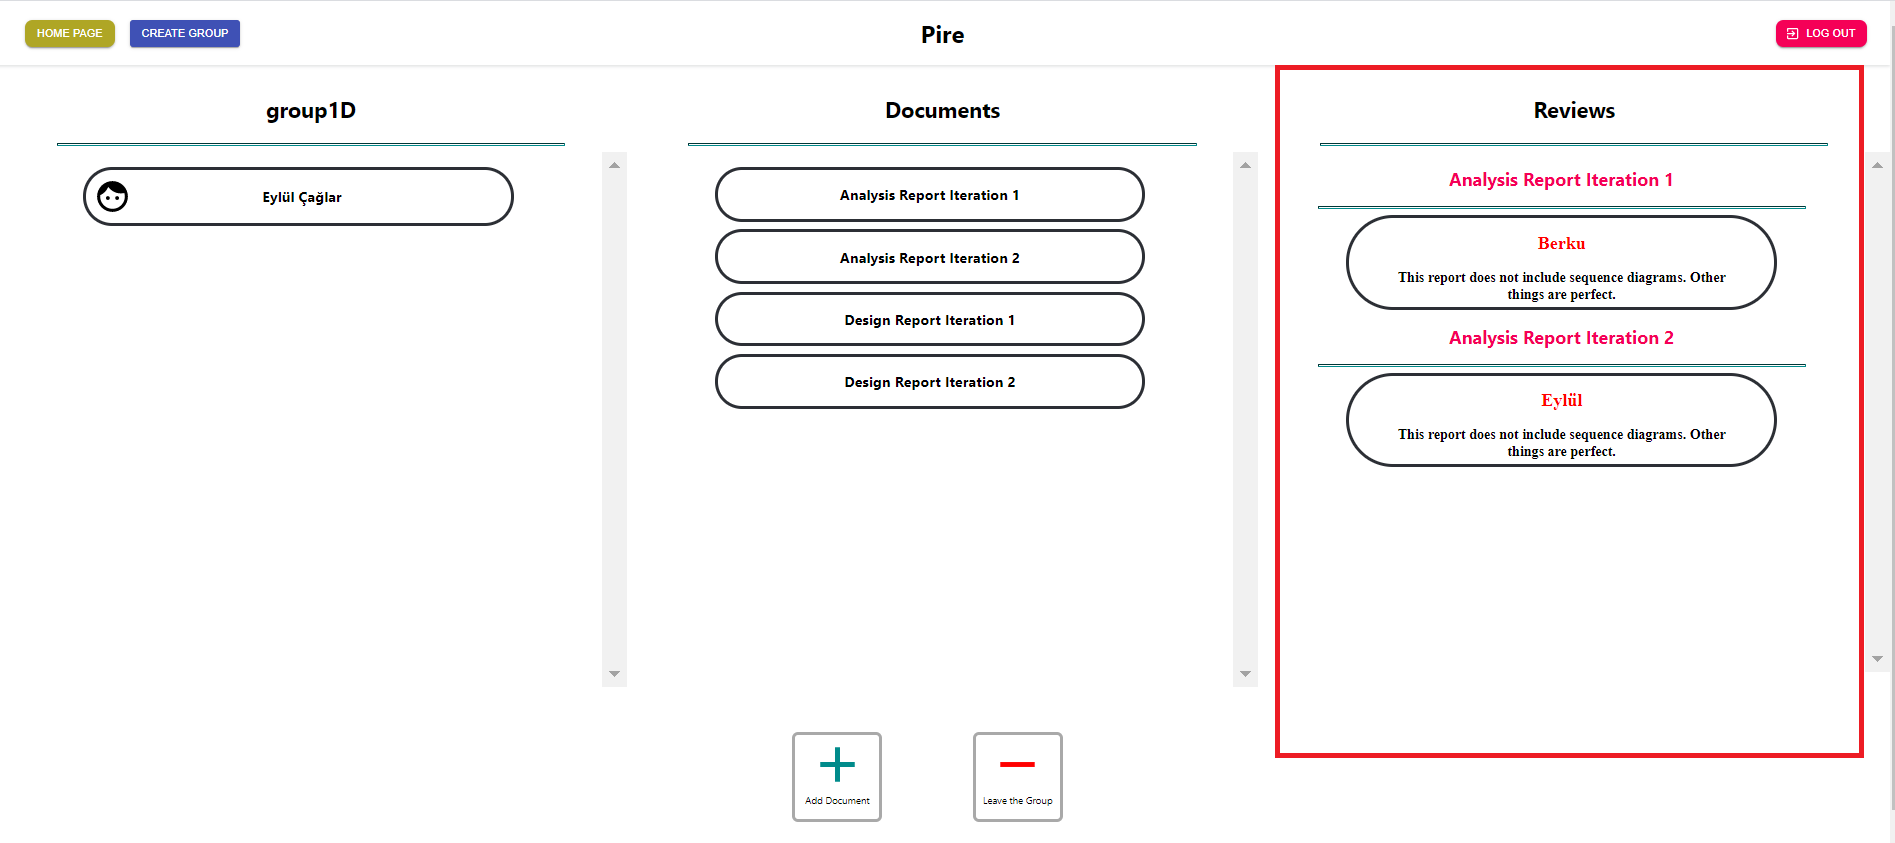 HOME PAGE
CREATE GROUP
Pire
LOG OUT
group1D
Eylül Çağlar
Documents
Analysis Report Iteration 1
Analysis Report Iteration 2
Design Report Iteration 1
Design Report Iteration 2
Reviews
Analysis Report Iteration 1
Berku
This report does not include sequence diagrams. Other
things are perfect.
Analysis Report Iteration 2
Eylül
This report does not include sequence diagrams. Other
things are perfect.
Add Document
Leave the Group